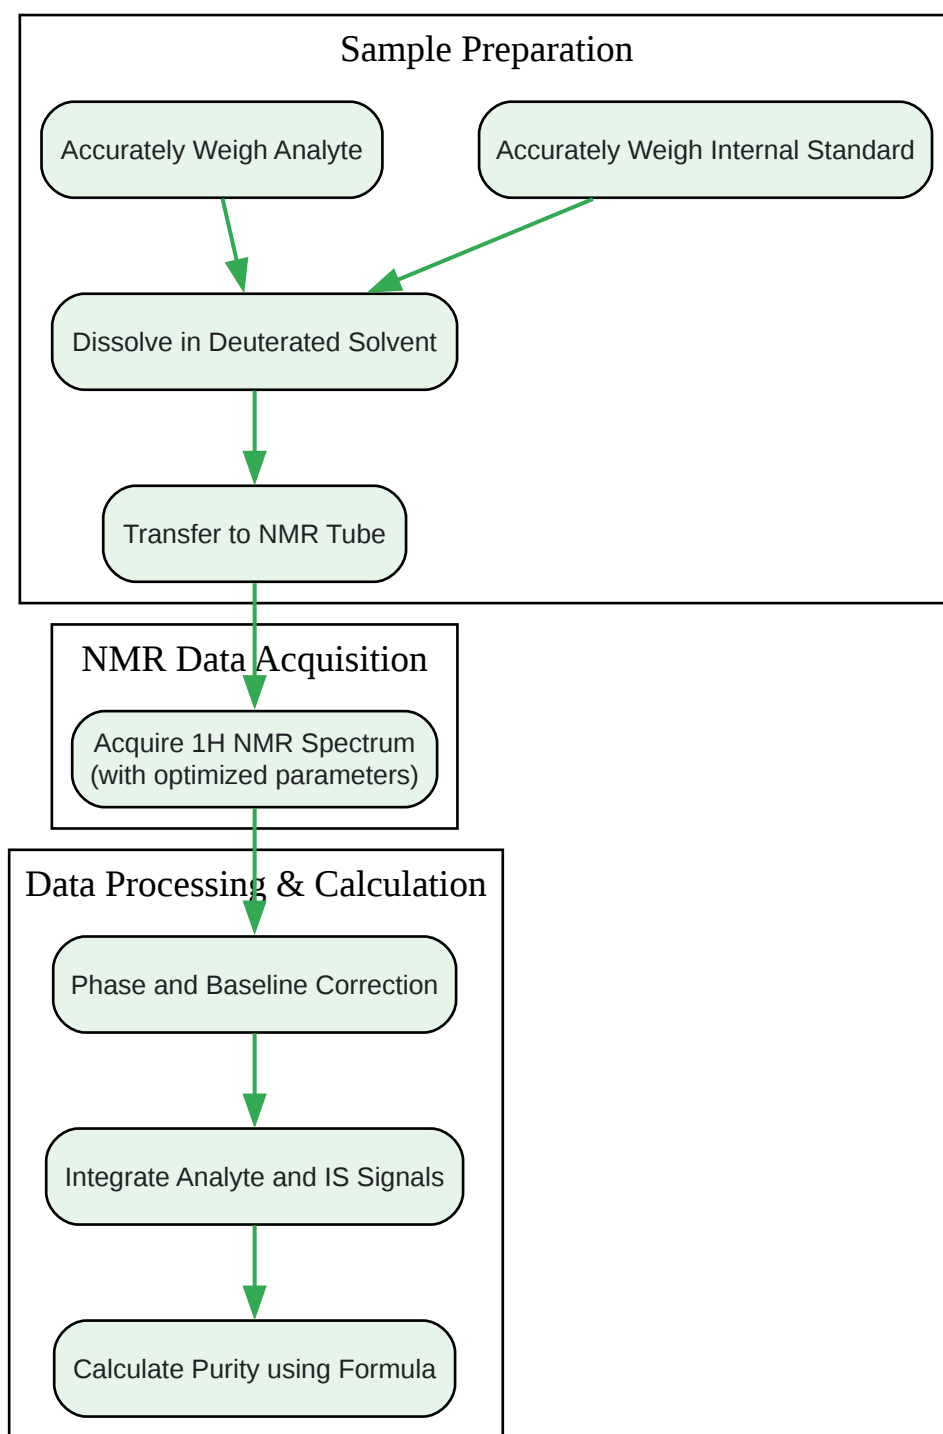 Sample Preparation
Accurately Weigh Analyte
Accurately Weigh Internal Standard
Dissolve in Deuterated Solvent
Transfer to NMR Tube
NMR Data Acquisition
Acquire 1H NMR Spectrum
(with optimized parameters)
Data Processing & Calculation
Phase and Baseline Correction
Integrate Analyte and IS Signals
Calculate Purity using Formula